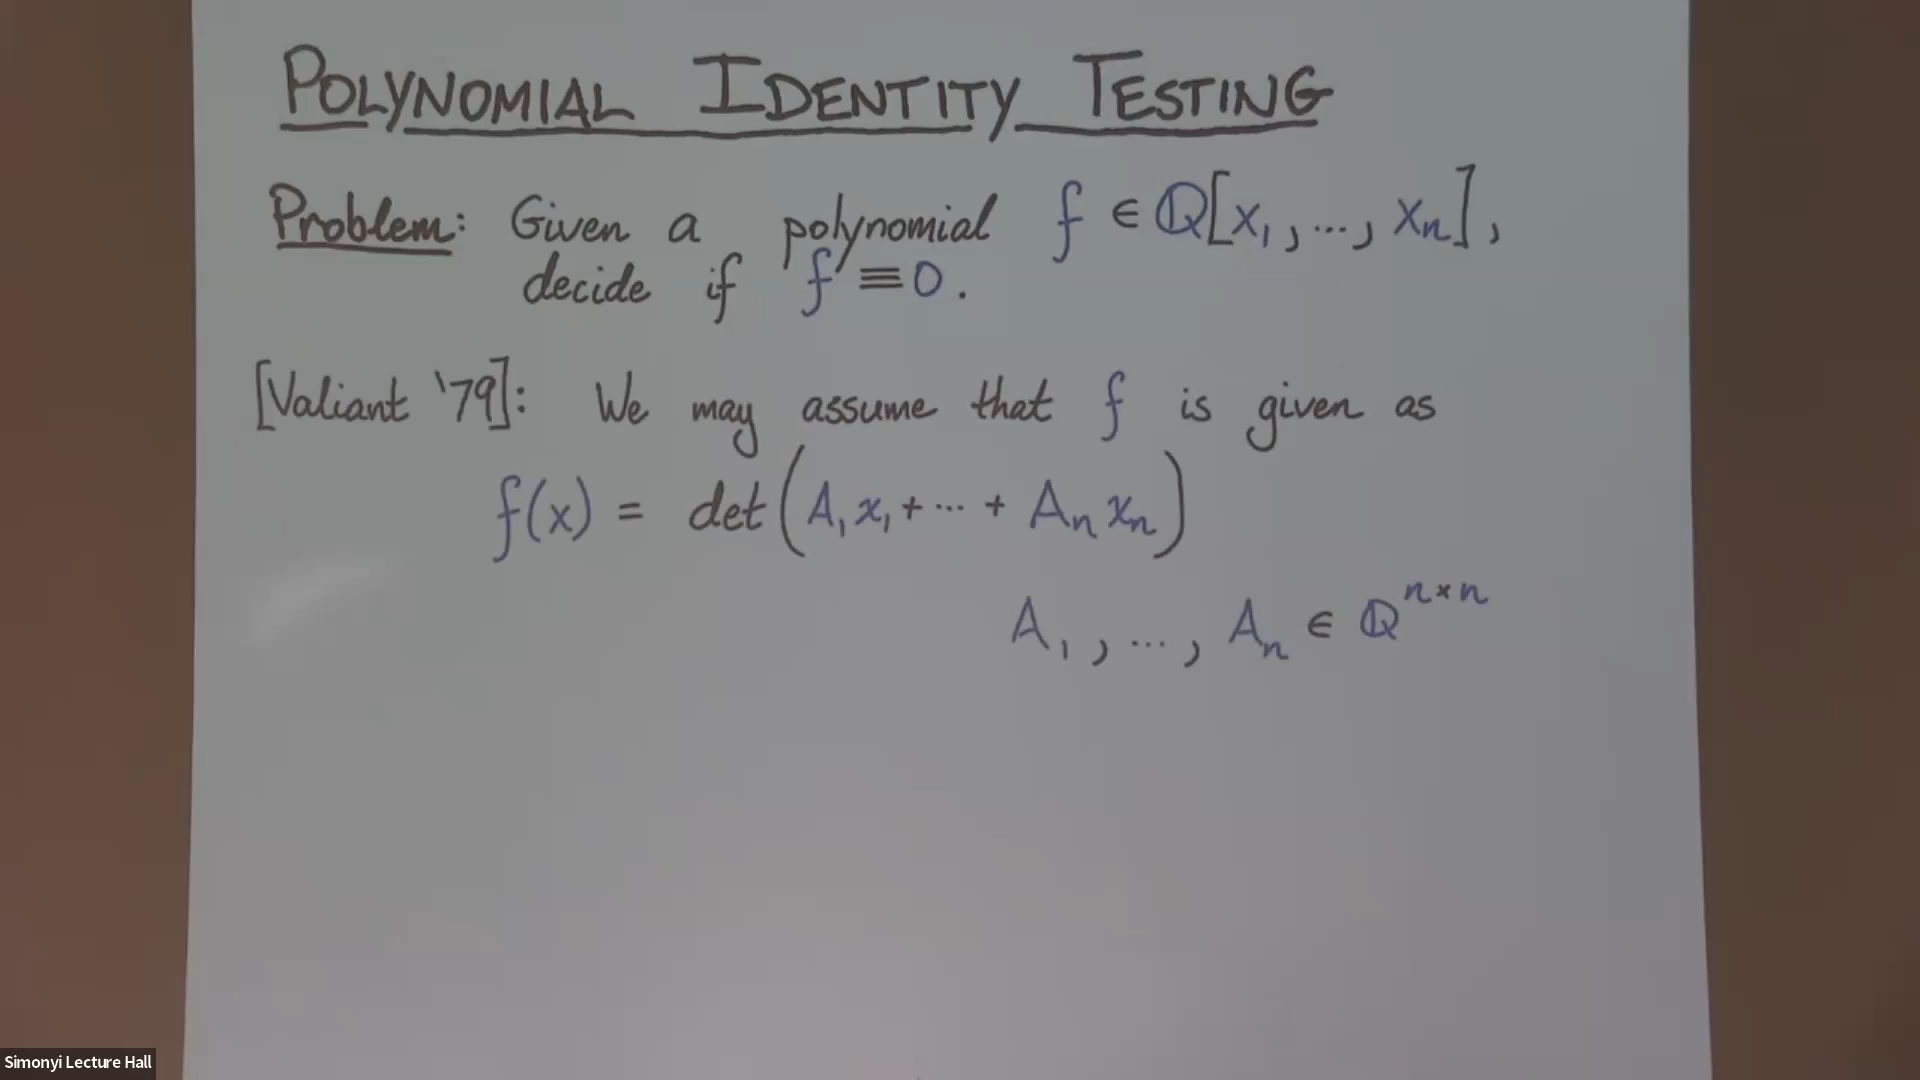 POLYNOMIAL IDENTITY TESTING
Problem: Given a polynomial f ∈ ℚ[x₁, ..., xₙ],
decide if f ≡ 0.
[Valiant '79]: We may assume that f is given as
f(x) = det(A₁x₁ + ··· + Aₙxₙ)
A₁, ..., Aₙ ∈ ℚⁿˣⁿ
Simonyi Lecture Hall